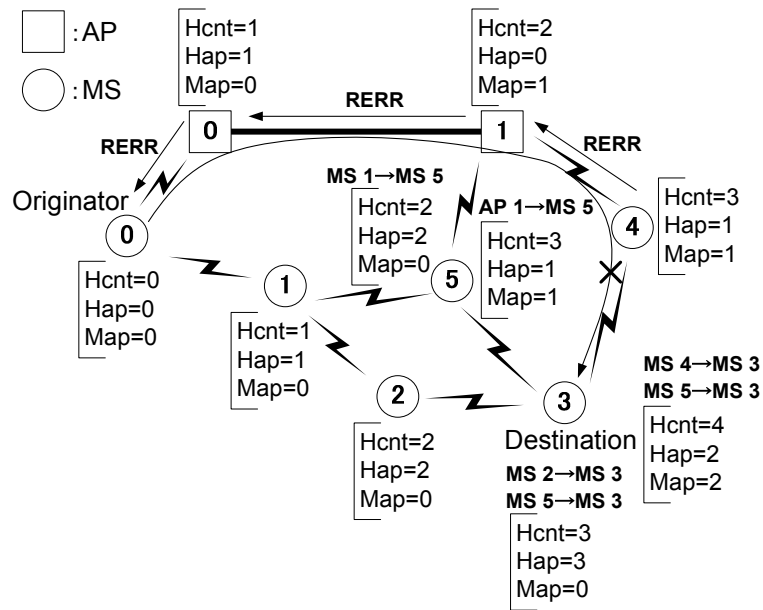 : AP
: MS
Hcnt=1
Hap=1
Map=0
Hcnt=2
Hap=0
Map=1
RERR
0
1
RERR
RERR
Originator
0
MS 1→MS 5
Hcnt=2
Hap=2
Map=0
AP 1→MS 5
Hcnt=3
Hap=1
Map=1
4
Hcnt=3
Hap=1
Map=1
Hcnt=0
Hap=0
Map=0
1
5
Hcnt=1
Hap=1
Map=0
2
3
MS 4→MS 3
MS 5→MS 3
Hcnt=4
Hap=2
Map=2
Hcnt=2
Hap=2
Map=0
Destination
MS 2→MS 3
MS 5→MS 3
Hcnt=3
Hap=3
Map=0